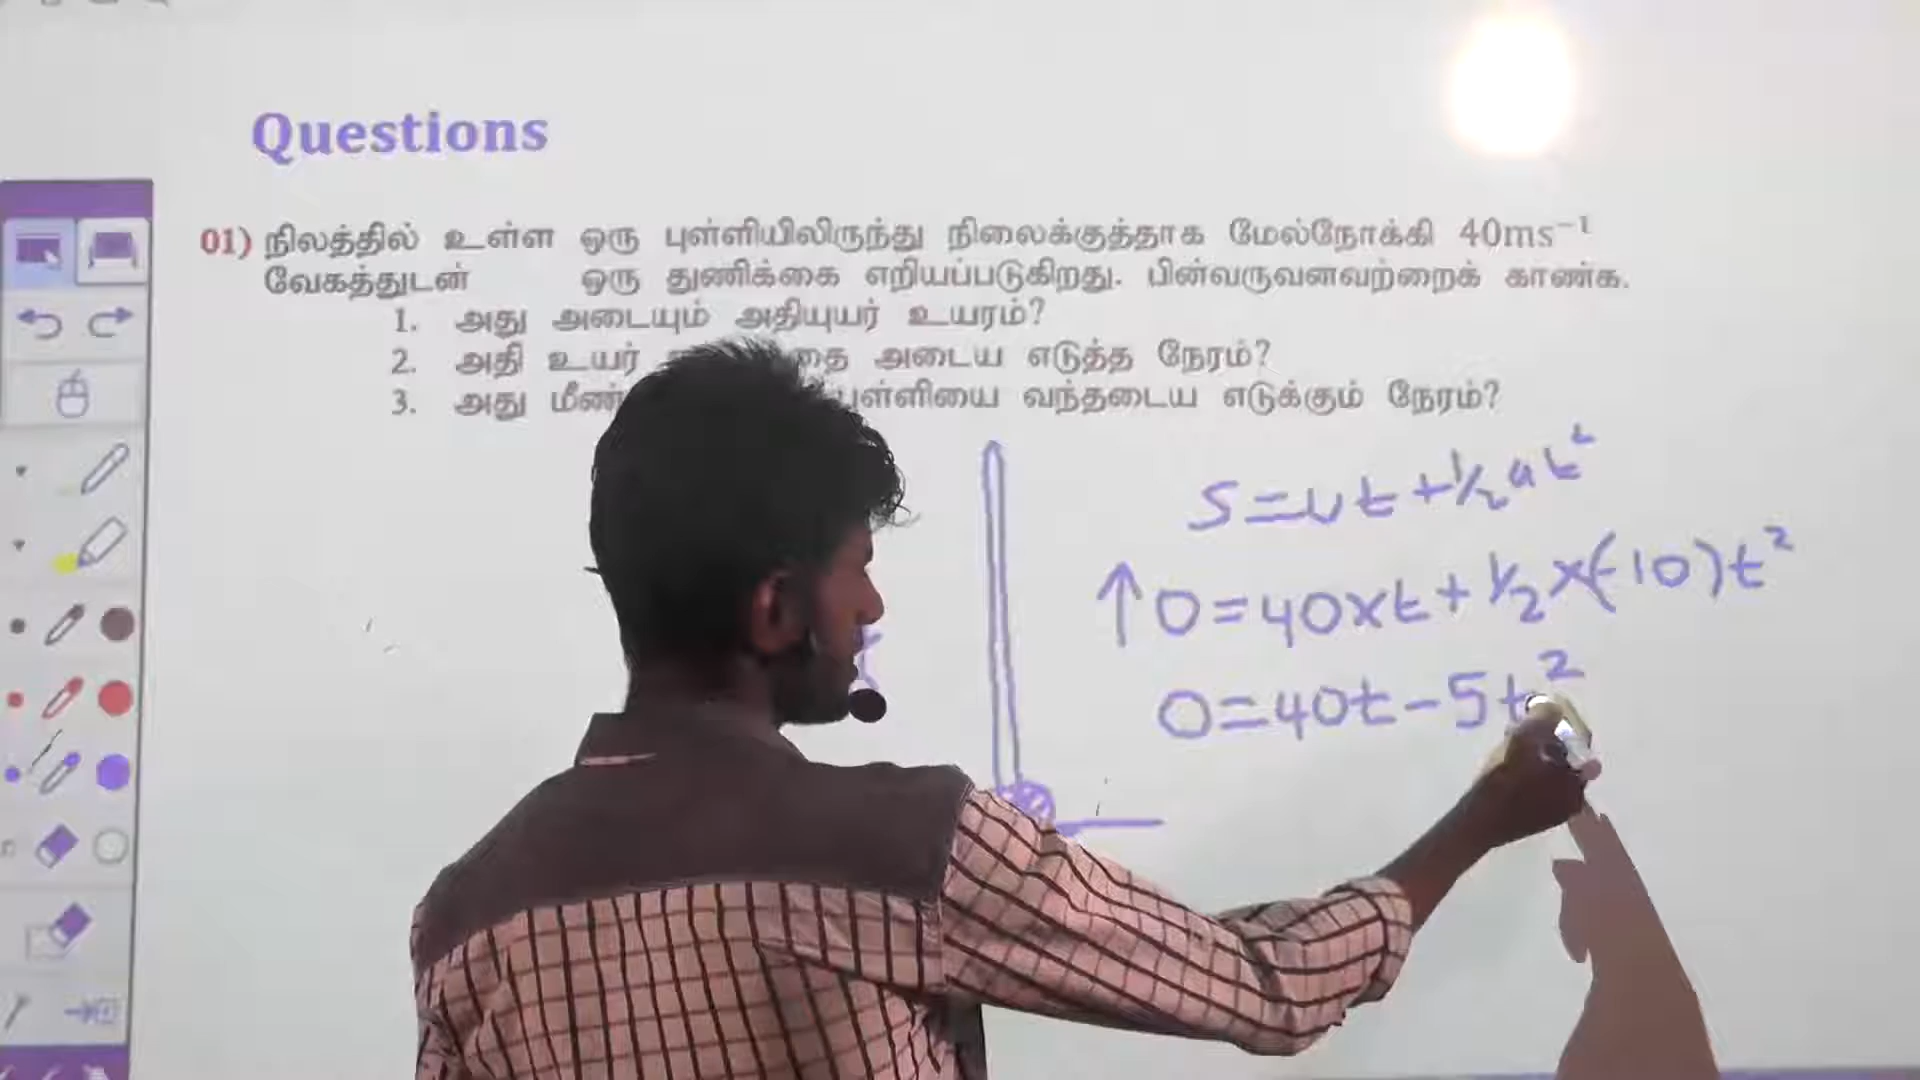 Questions
01) நிலத்தில் உள்ள ஒரு புள்ளியிலிருந்து நிலைக்குத்தாக மேல்நோக்கி 40ms⁻¹
வேகத்துடன் ஒரு துணிக்கை எறியப்படுகிறது. பின்வருவனவற்றைக் காண்க.
1. அது அடையும் அதியுயர் உயரம்?
2. அதி உயர் அடைய எடுத்த நேரம்?
3. அது வந்தடைய எடுக்கும் நேரம்?
S=ut+½at²
↑0=40×t+½×(-10)t²
0=40t-5t²